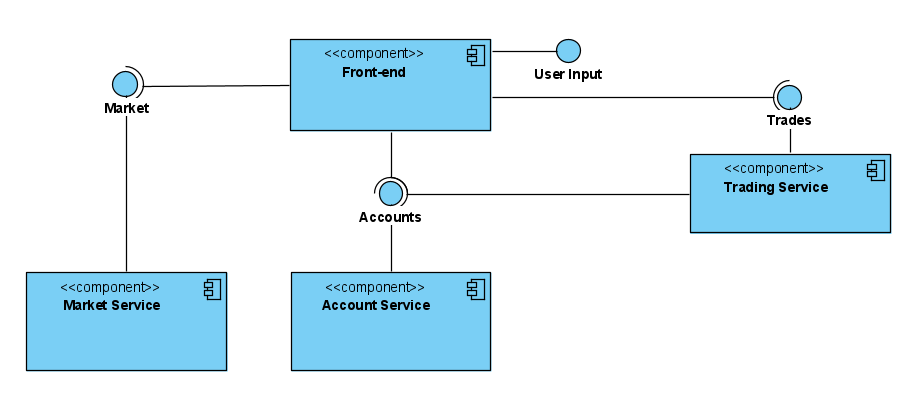 <<component>>
Front-end
User Input
Market
Trades
<<component>>
Trading Service
Accounts
<<component>>
Market Service
<<component>>
Account Service